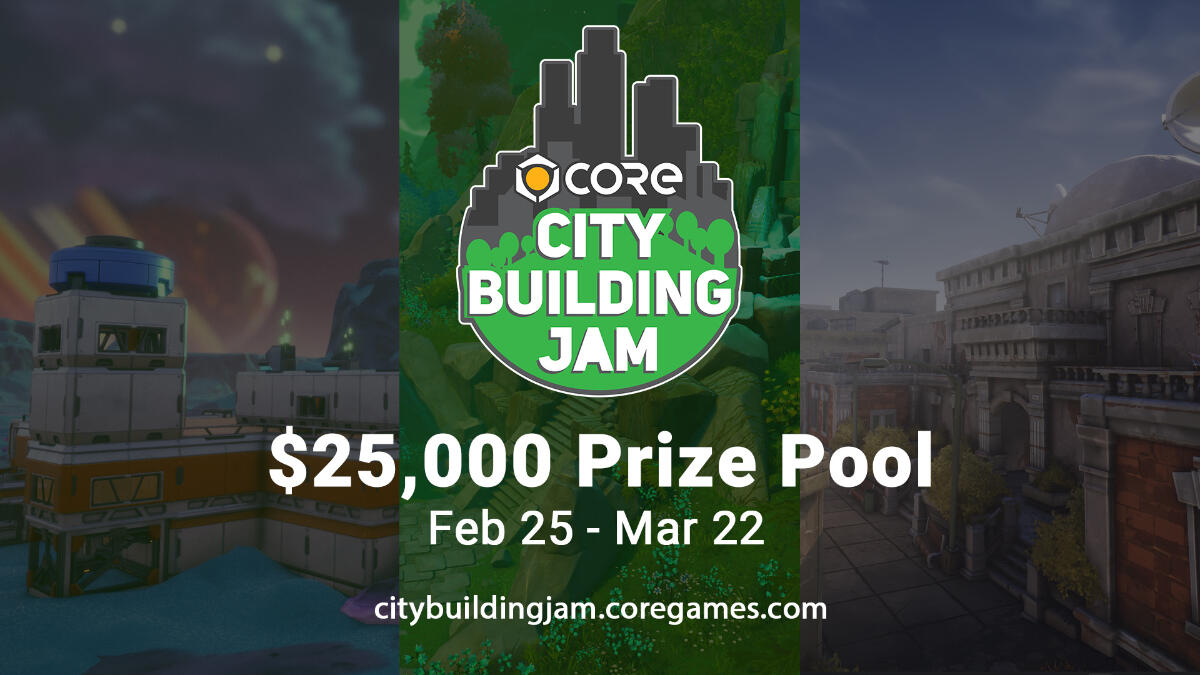 CORE
CITY
BUILDING
JAM
$25,000 Prize Pool
Feb 25 - Mar 22
citybuildingjam.coregames.com